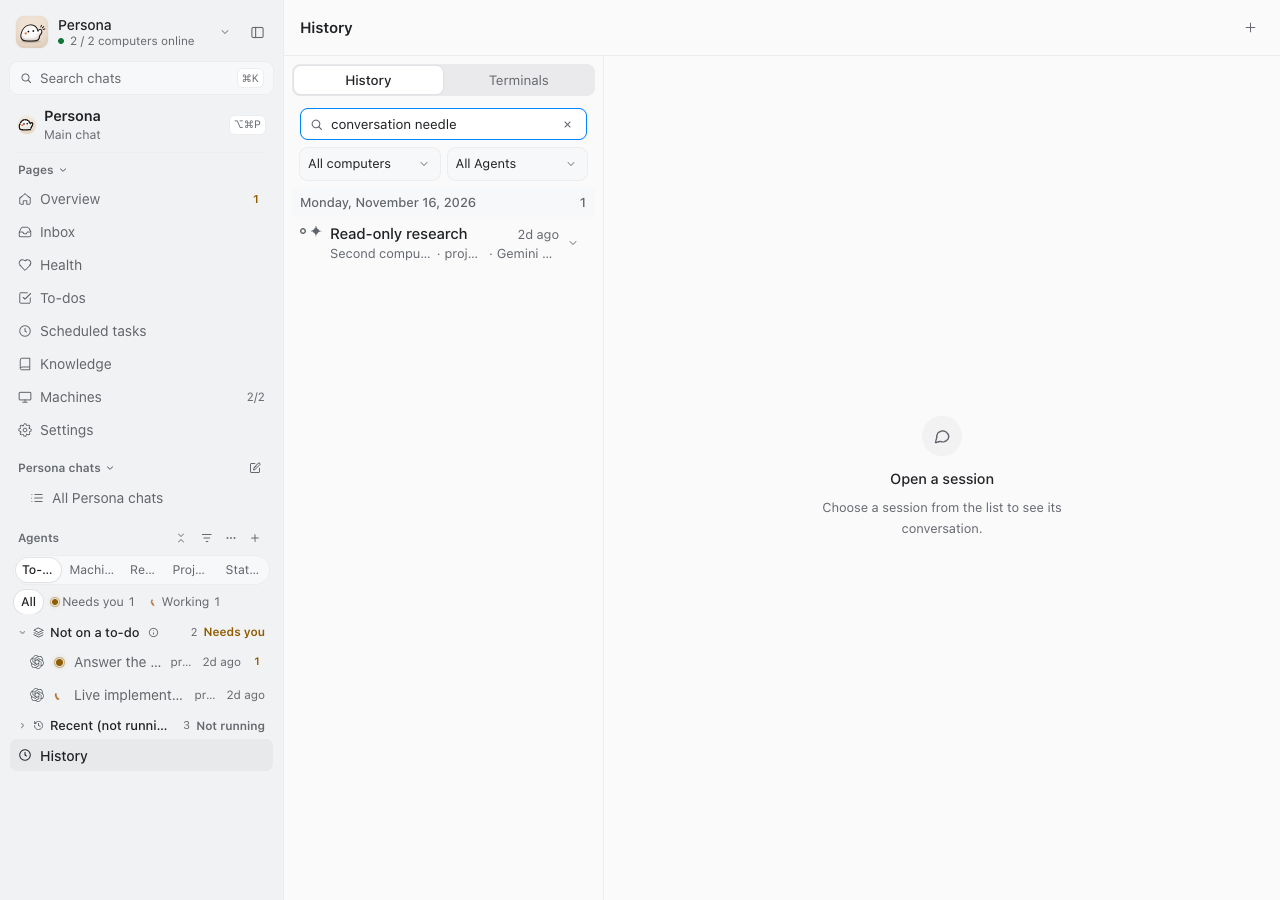 Persona
2 / 2 computers online
Search chats ⌘K
Persona
Main chat
⌥⌘P
Pages
Overview 1
Inbox
Health
To-dos
Scheduled tasks
Knowledge
Machines 2/2
Settings
Persona chats
All Persona chats
Agents
To-... Machi... Re... Proj... Stat...
All Needs you 1 Working 1
Not on a to-do 2 Needs you
Answer the ... pr... 2d ago 1
Live implement... pr... 2d ago
Recent (not runni... 3 Not running
History
History
History Terminals
conversation needle
All computers All Agents
Monday, November 16, 2026 1
Read-only research 2d ago
Second compu... · proj... · Gemini ...
Open a session
Choose a session from the list to see its
conversation.